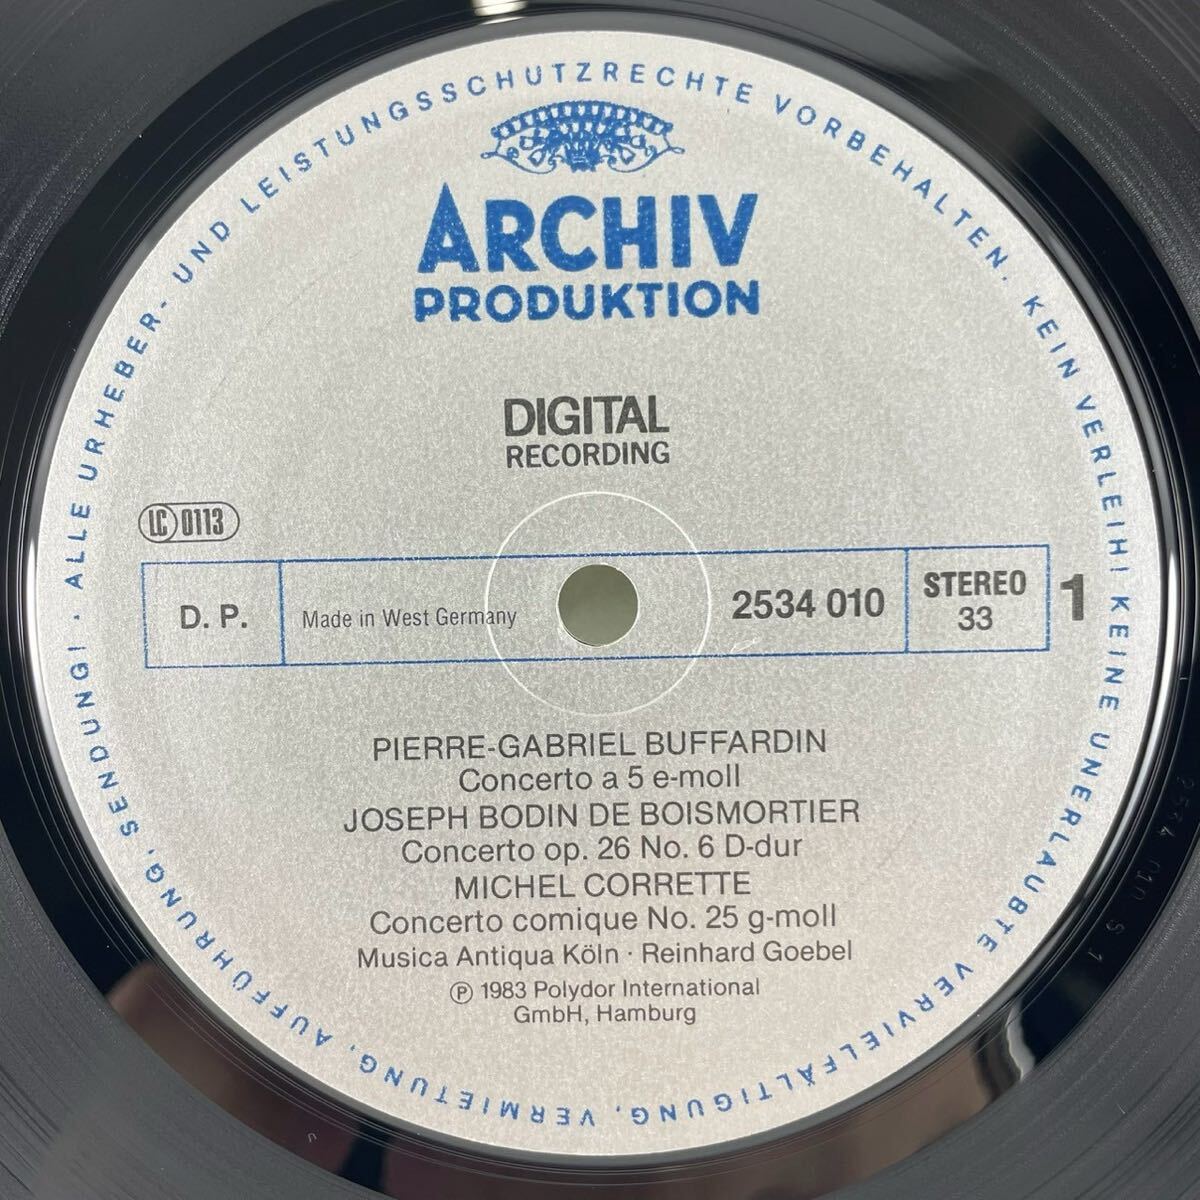 ALLE URHEBER- UND LEISTUNGSSCHUTZRECHTE VORBEHALTEN. KEIN VERLEIH! KEINE UNERLAUBTE VERVIELFÄLTIGUNG, VERMIETUNG, AUFFÜHRUNG, SENDUNG! ·
ARCHIV
PRODUKTION
DIGITAL
RECORDING
LC 0113
D. P.
Made in West Germany
2534 010
STEREO
33
1
PIERRE-GABRIEL BUFFARDIN
Concerto a 5 e-moll
JOSEPH BODIN DE BOISMORTIER
Concerto op. 26 No. 6 D-dur
MICHEL CORRETTE
Concerto comique No. 25 g-moll
Musica Antiqua Köln · Reinhard Goebel
Ⓟ 1983 Polydor International
GmbH, Hamburg
2534 010 S 1